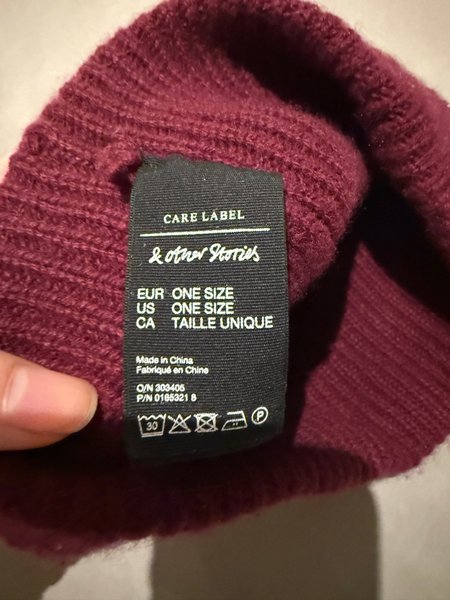 CARE LABEL
& other Stories
EUR ONE SIZE
US ONE SIZE
CA TAILLE UNIQUE
Made in China
Fabriqué en Chine
O/N 303405
P/N 0185321 8
30
P